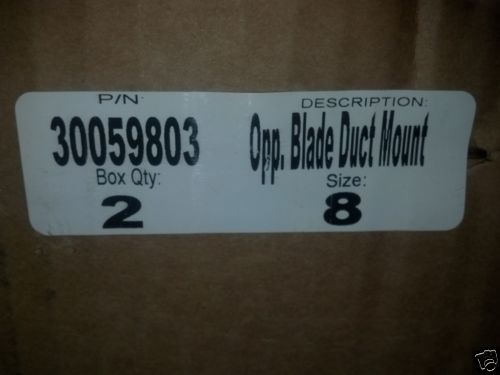 P/N:
DESCRIPTION:
30059803
Opp. Blade Duct Mount
Box Qty:
Size:
2
8